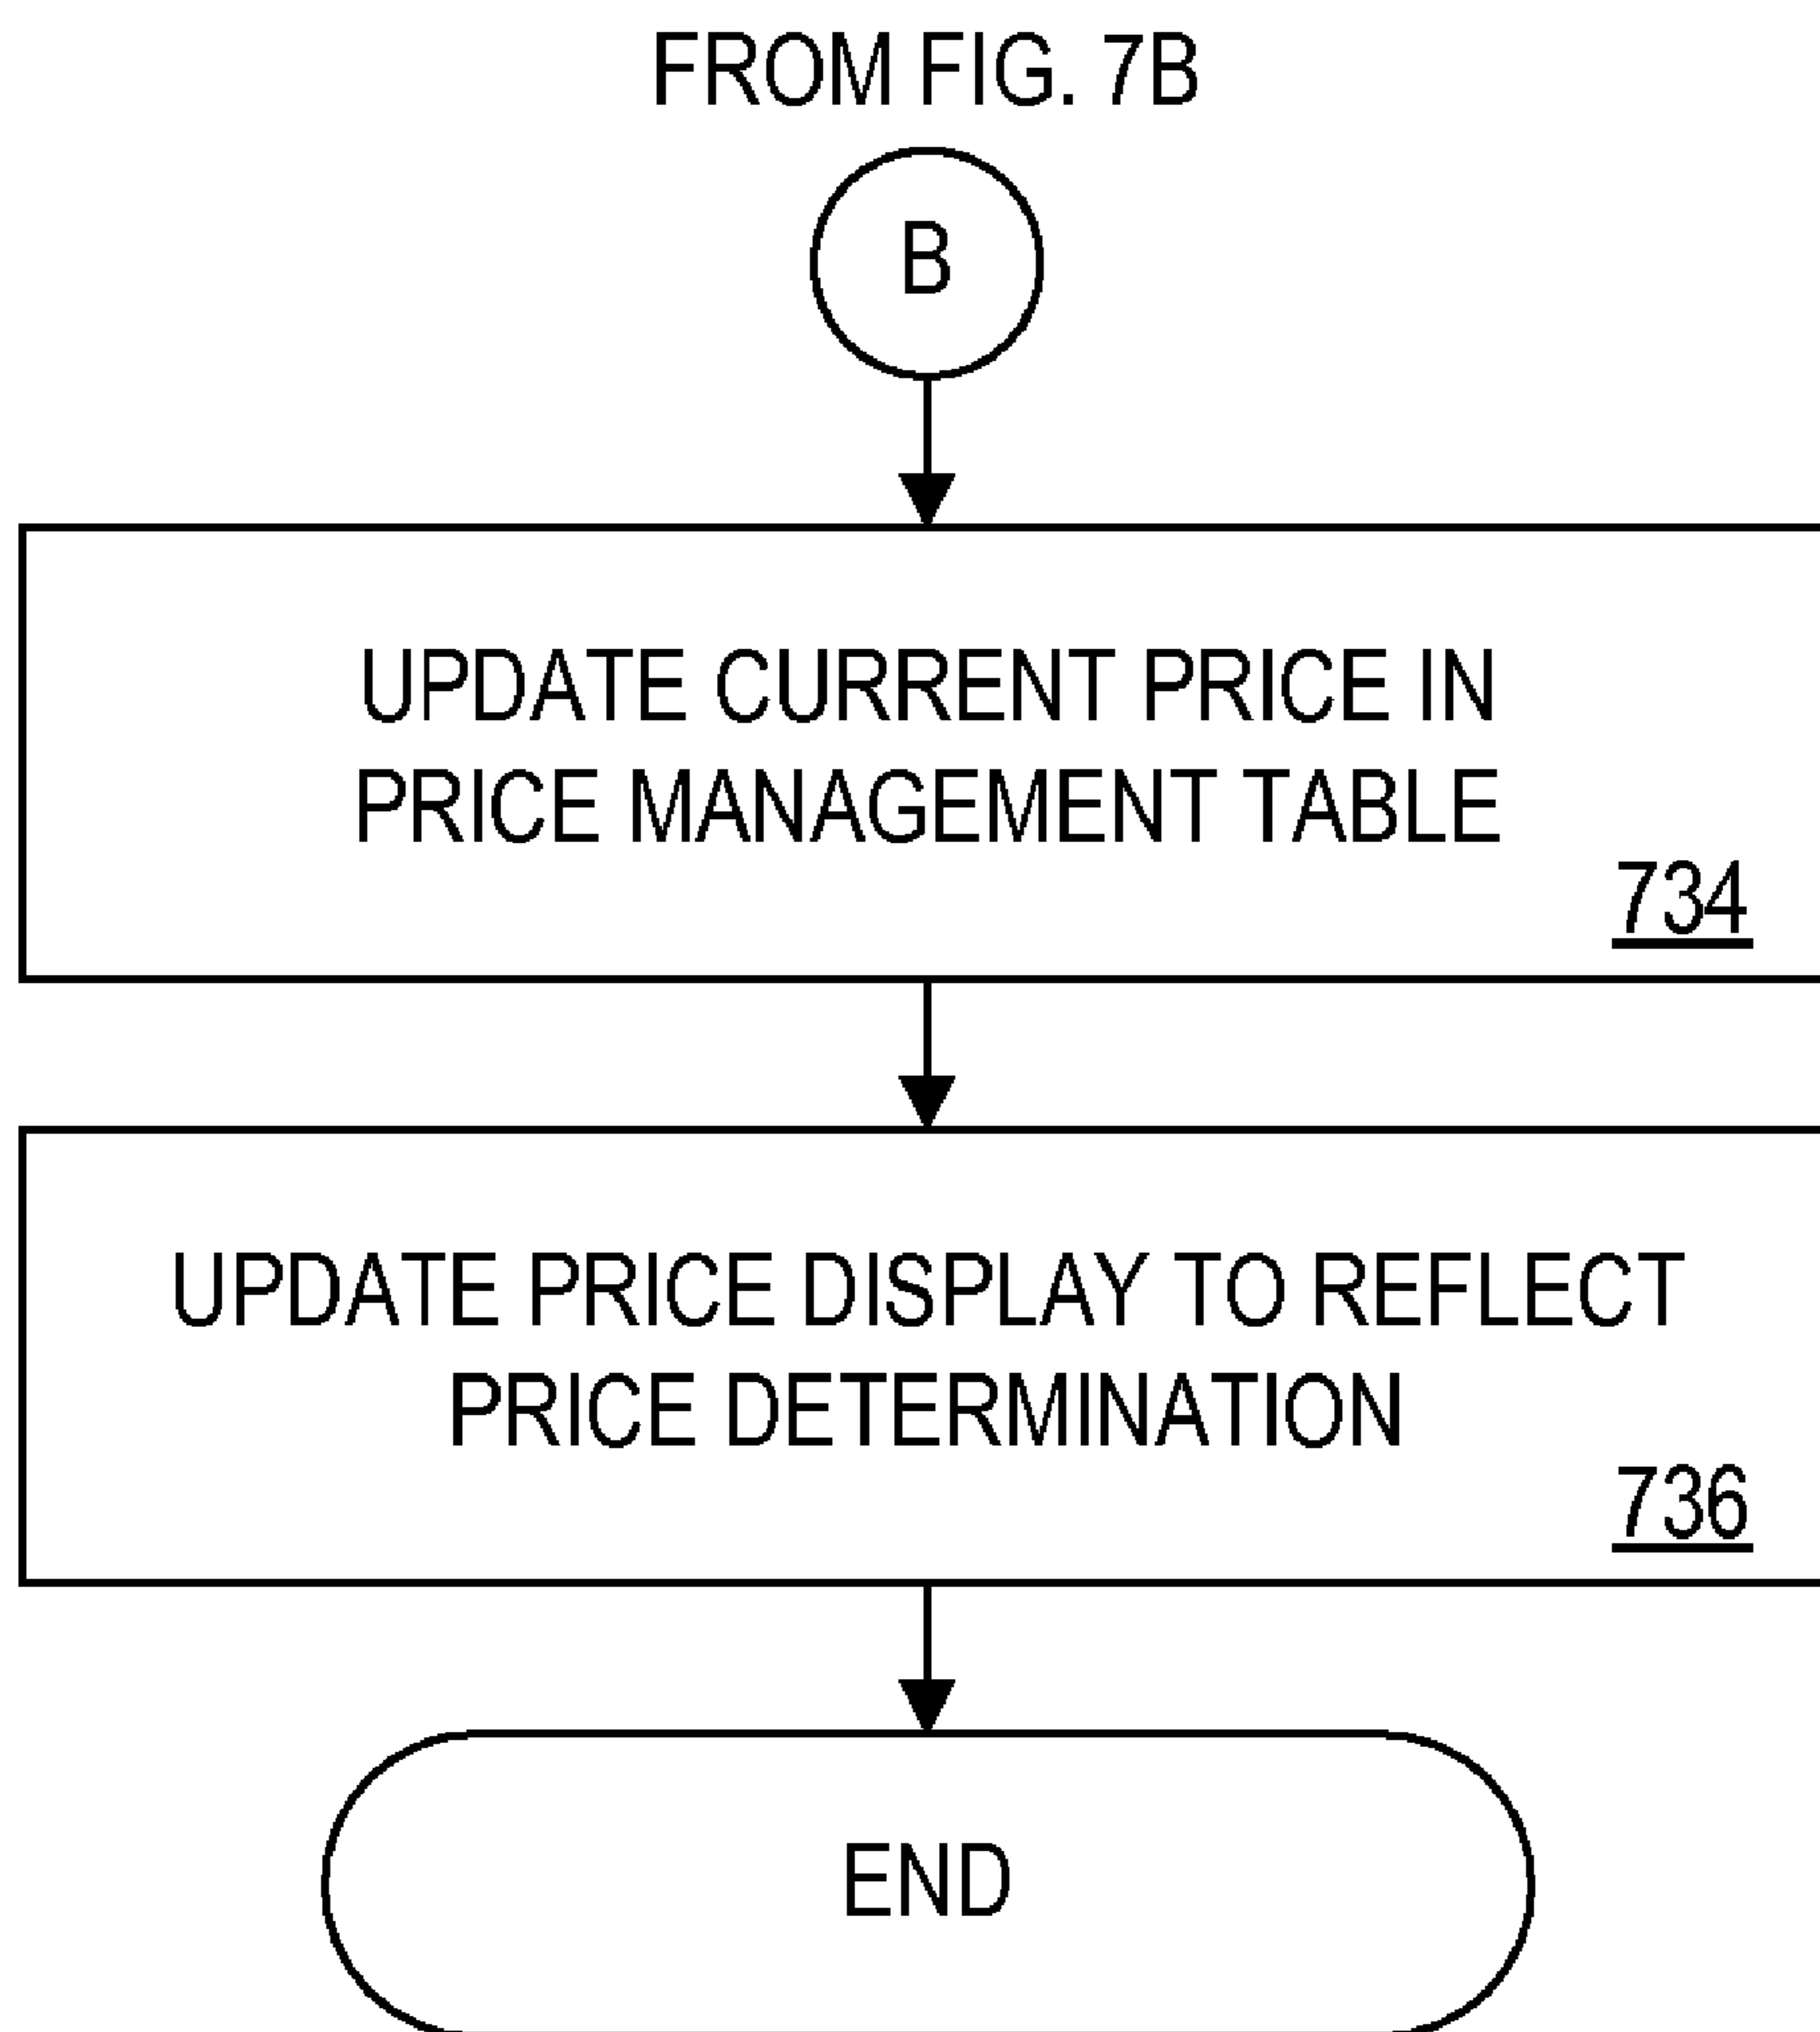 FROM FIG. 7B
B
UPDATE CURRENT PRICE IN
PRICE MANAGEMENT TABLE
734
UPDATE PRICE DISPLAY TO REFLECT
PRICE DETERMINATION
736
END